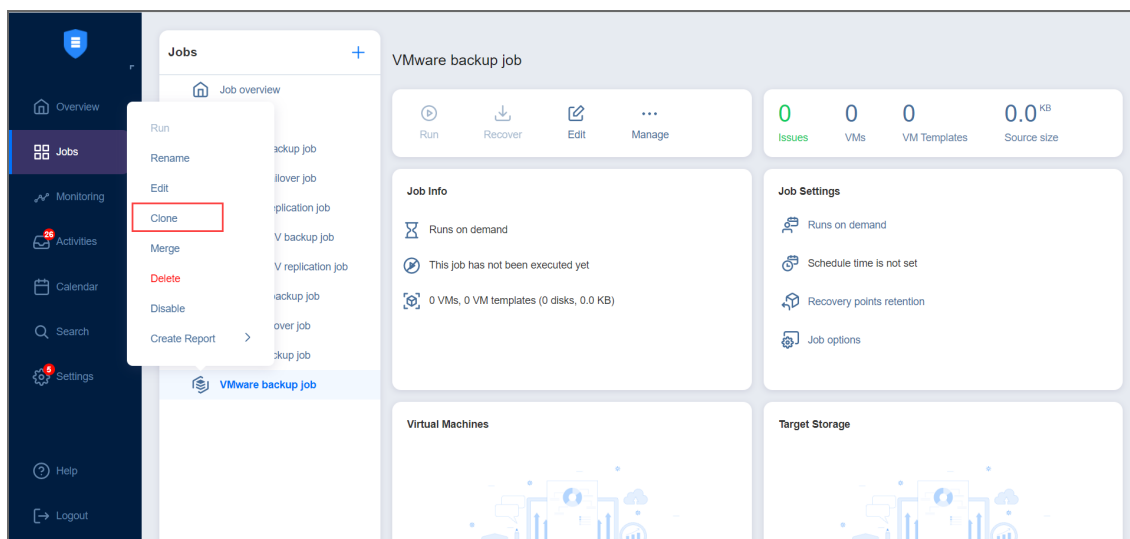 Overview
Jobs
Monitoring
26
Activities
Calendar
Search
5
Settings
Help
Logout
Jobs
Job overview
Run
Rename
Edit
Clone
Merge
Delete
Disable
Create Report
ackup job
ilover job
plication job
V backup job
V replication job
ackup job
over job
ckup job
VMware backup job
VMware backup job
Run
Recover
Edit
Manage
0
Issues
0
VMs
0
VM Templates
0.0 KB
Source size
Job Info
Runs on demand
This job has not been executed yet
0 VMs, 0 VM templates (0 disks, 0.0 KB)
Job Settings
Runs on demand
Schedule time is not set
Recovery points retention
Job options
Virtual Machines
Target Storage